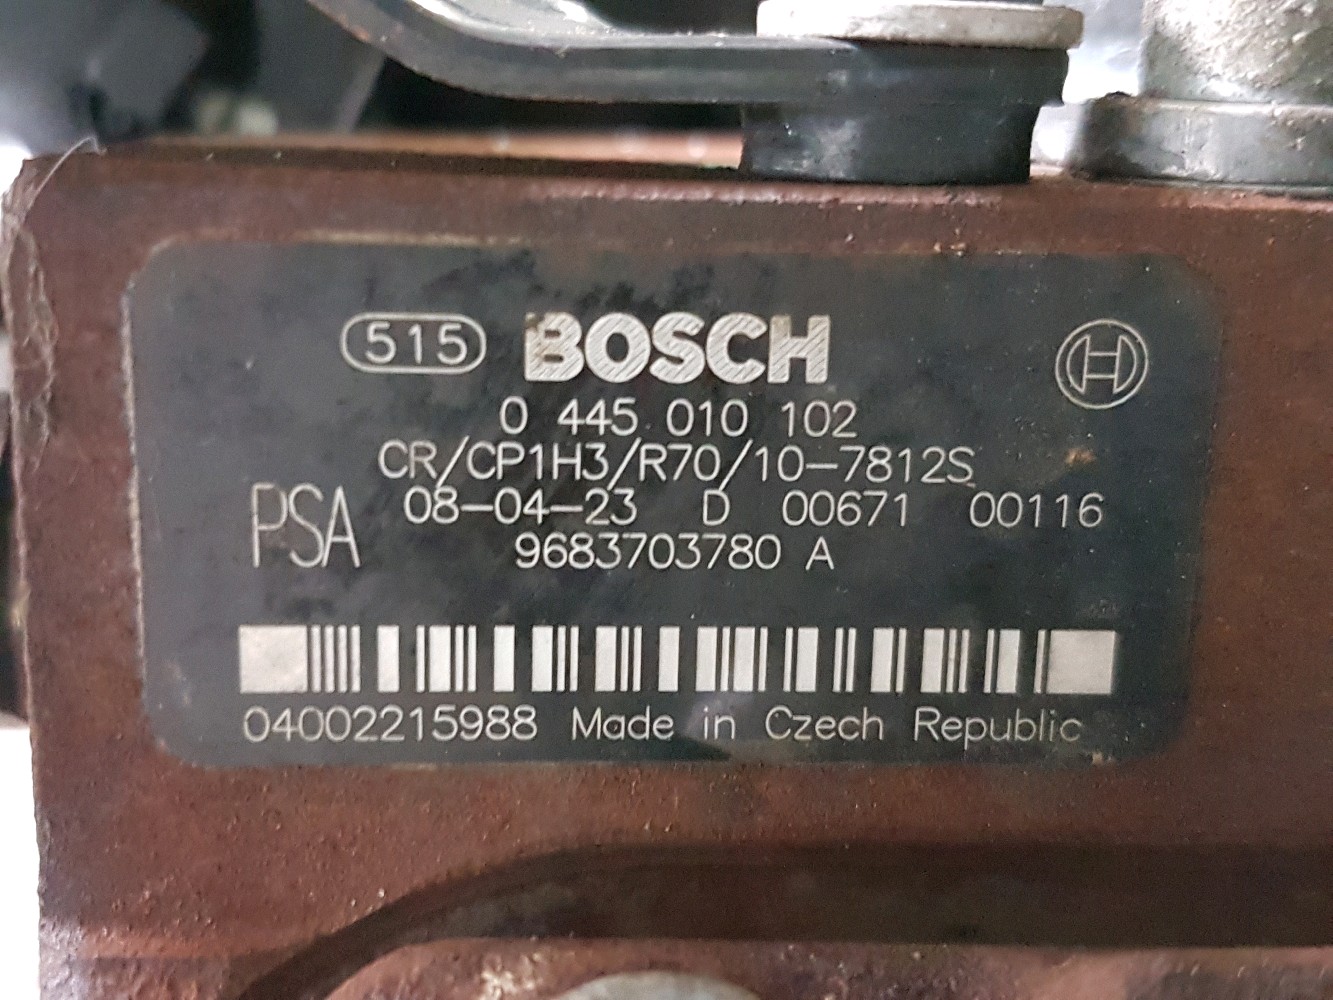 515 BOSCH
0 445 010 102
CR/CP1H3/R70/10-7812S
PSA 08-04-23 D 00671 00116
9683703780 A
04002215988 Made in Czech Republic